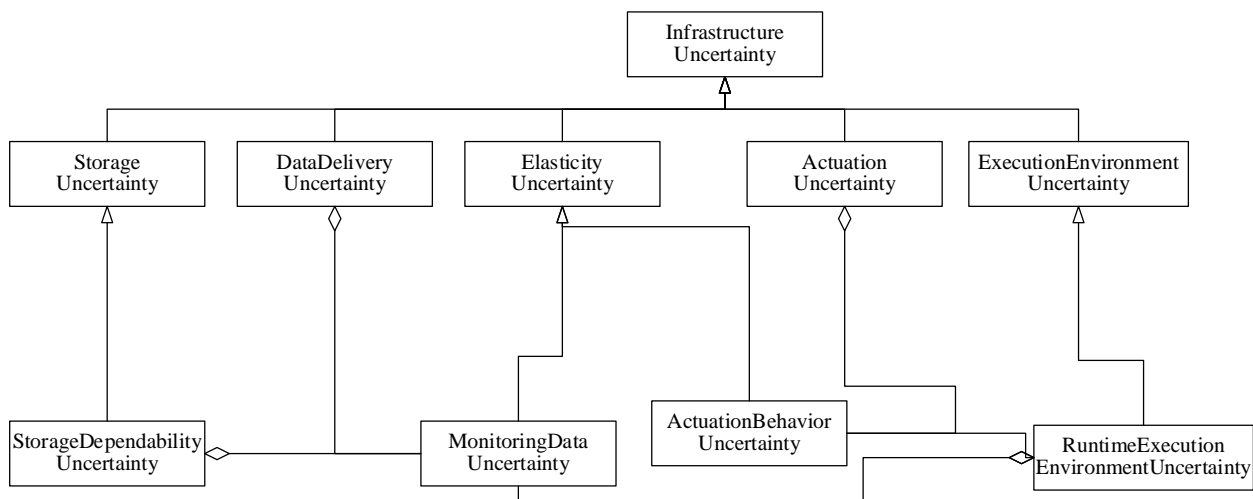 Infrastructure
Uncertainty
Storage
Uncertainty
DataDelivery
Uncertainty
Elasticity
Uncertainty
Actuation
Uncertainty
ExecutionEnvironment
Uncertainty
StorageDependability
Uncertainty
MonitoringData
Uncertainty
ActuationBehavior
Uncertainty
RuntimeExecution
EnvironmentUncertainty